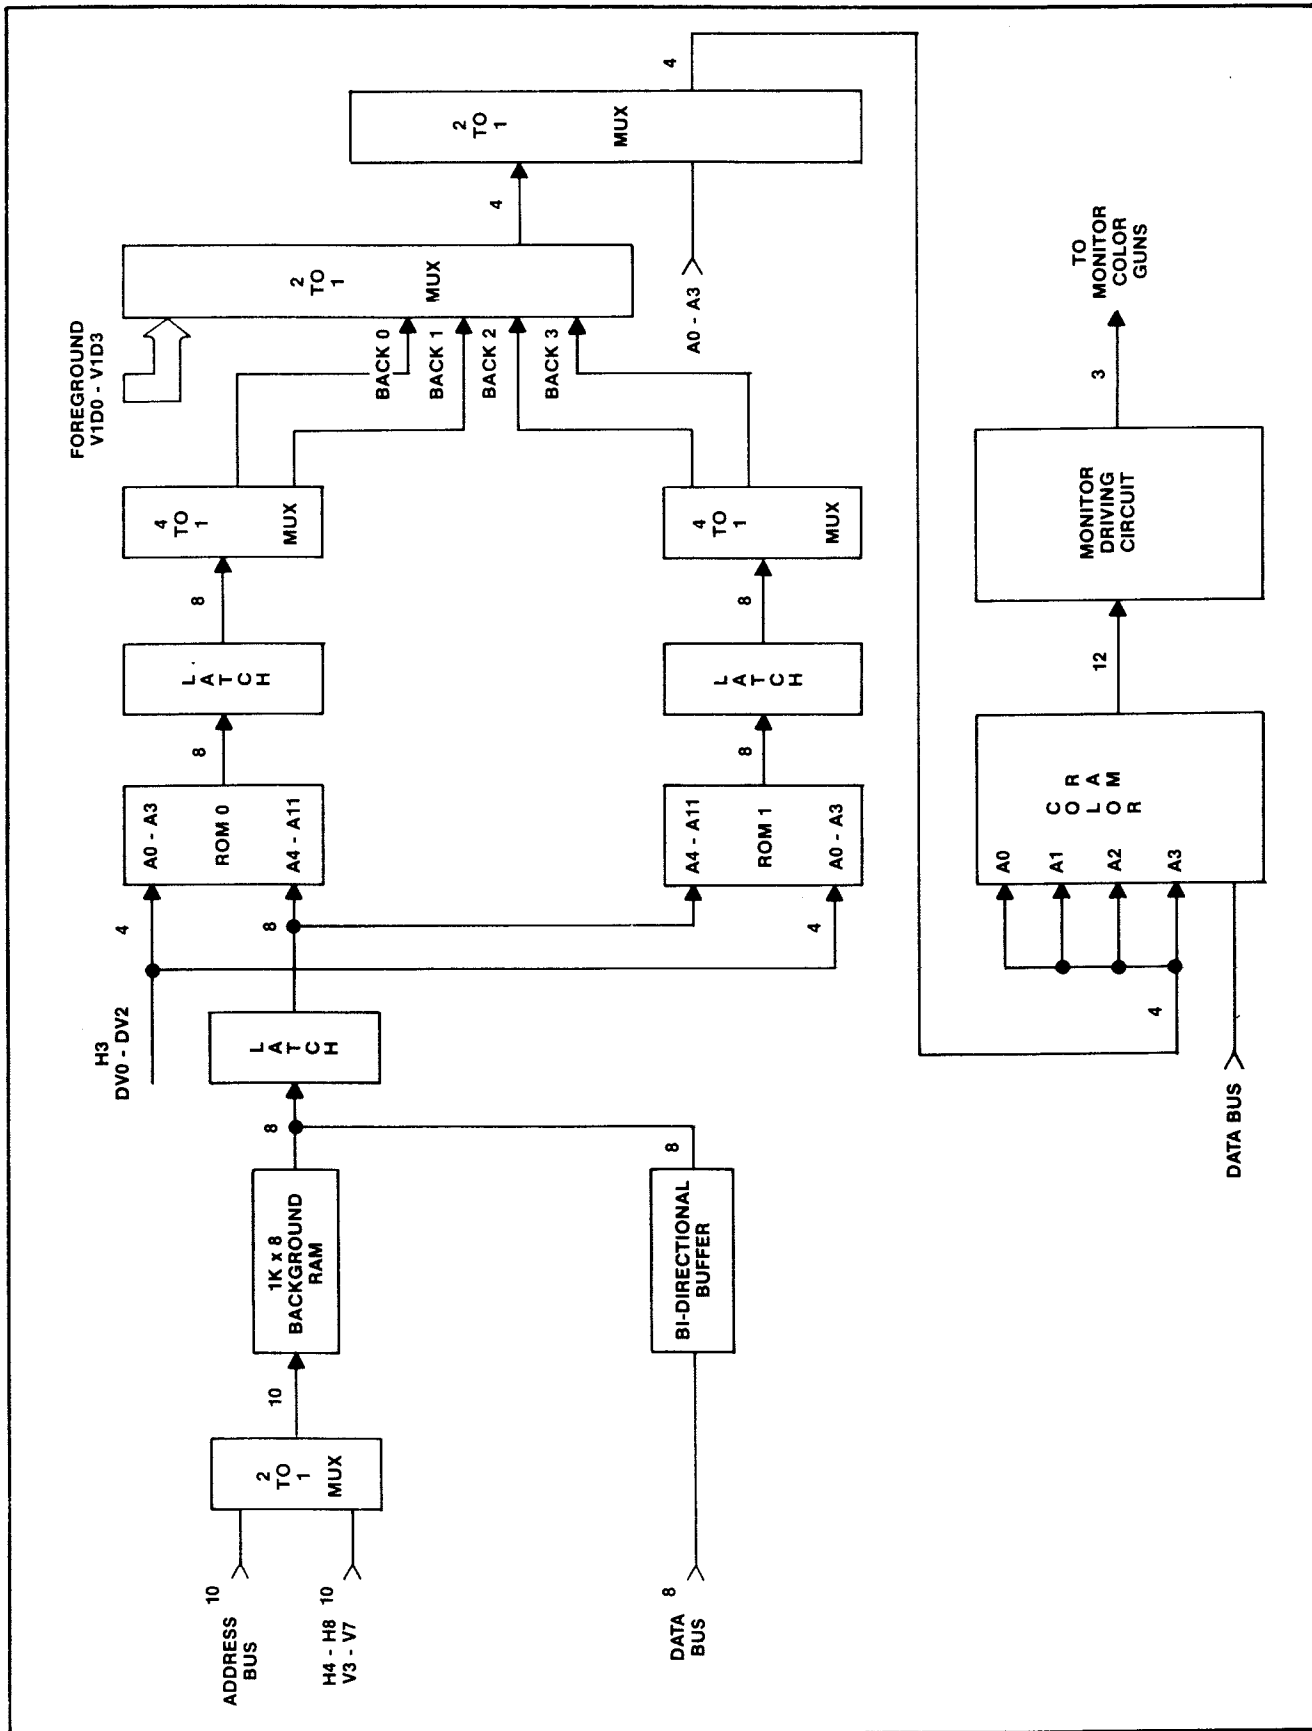 ADDRESS
BUS
10
H4 - H8
V3 - V7
10
2
TO
1
MUX
10
1K x 8
BACKGROUND
RAM
8
LATCH
DATA
BUS
8
BI-DIRECTIONAL
BUFFER
8
H3
DV0 - DV2
4
8
4
A0 - A3
ROM 0
A4 - A11
8
LATCH
8
4
TO
1
MUX
A4 - A11
ROM 1
A0 - A3
8
LATCH
8
4
TO
1
MUX
FOREGROUND
V1D0 - V1D3
BACK 0
BACK 1
BACK 2
BACK 3
2
TO
1
MUX
4
A0 - A3
2
TO
1
MUX
4
DATA BUS
4
A0
A1
A2
A3
COLOR
RAM
12
MONITOR
DRIVING
CIRCUIT
3
TO
MONITOR
COLOR
GUNS